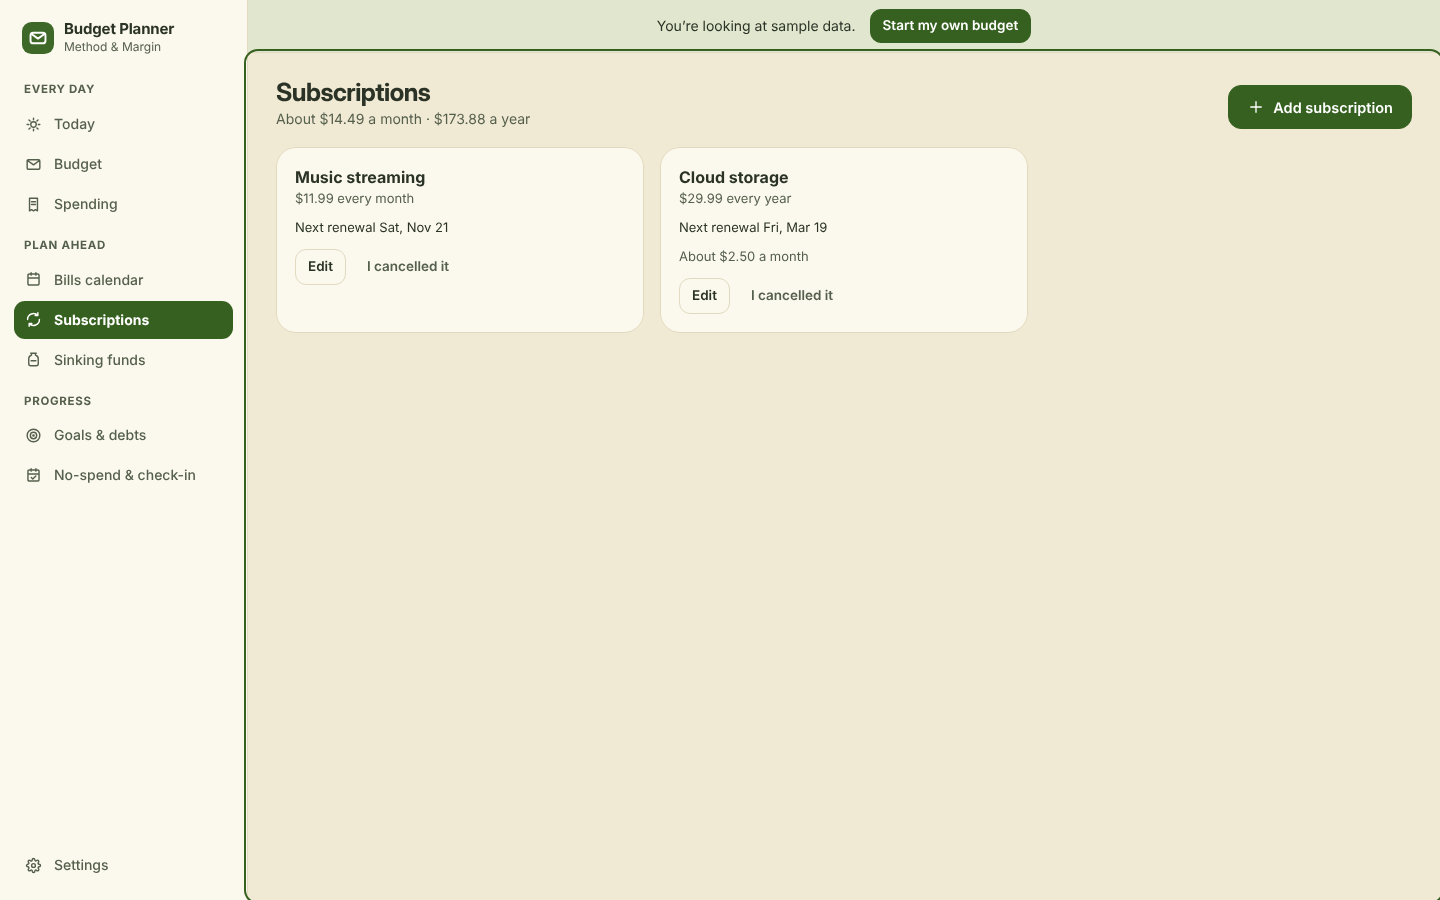 Budget Planner
Method & Margin
EVERY DAY
Today
Budget
Spending
PLAN AHEAD
Bills calendar
Subscriptions
Sinking funds
PROGRESS
Goals & debts
No-spend & check-in
Settings
You’re looking at sample data.
Start my own budget
Subscriptions
About $14.49 a month · $173.88 a year
Add subscription
Music streaming
$11.99 every month
Next renewal Sat, Nov 21
Edit
I cancelled it
Cloud storage
$29.99 every year
Next renewal Fri, Mar 19
About $2.50 a month
Edit
I cancelled it